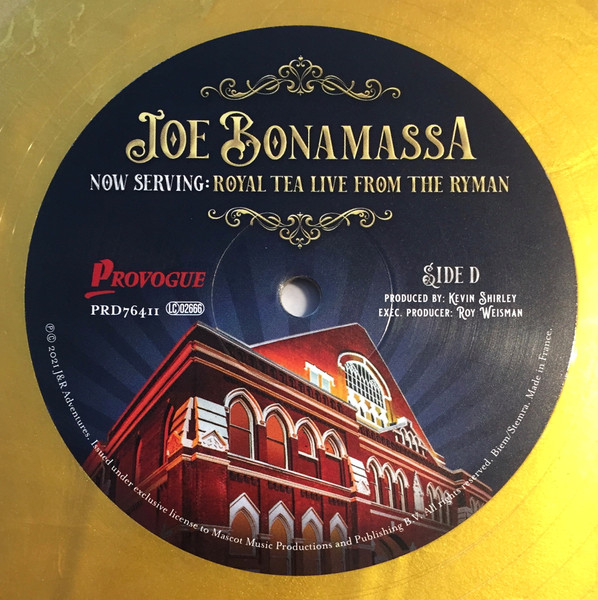 JOE BONAMASSA
NOW SERVING: ROYAL TEA LIVE FROM THE RYMAN
PROVOGUE
PRD76411 LC02666
SIDE D
PRODUCED BY: KEVIN SHIRLEY
EXEC. PRODUCER: ROY WEISMAN
℗ © 2021 J&R Adventures. Issued under exclusive license to Mascot Music Productions and Publishing B.V. All rights reserved. Biem/Stemra. Made in France.